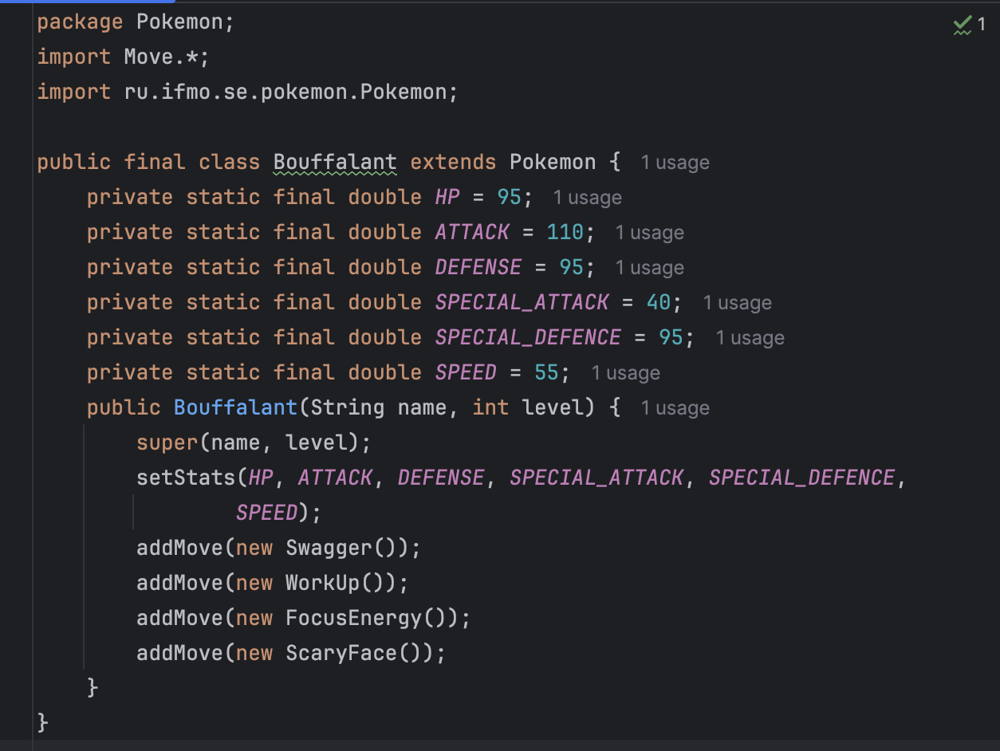 package Pokemon;
1
import Move.*;
import ru.ifmo.se.pokemon.Pokemon;
public final class Bouffalant extends Pokemon { 1 usage
private static final double HP = 95; 1 usage
private static final double ATTACK = 110; 1 usage
private static final double DEFENSE = 95; 1 usage
private static final double SPECIAL_ATTACK = 40; 1 usage
private static final double SPECIAL_DEFENCE = 95; 1 usage
private static final double SPEED = 55; 1 usage
public Bouffalant(String name, int level) { 1 usage
super(name, level);
setStats(HP, ATTACK, DEFENSE, SPECIAL_ATTACK, SPECIAL_DEFENCE,
SPEED);
addMove(new Swagger());
addMove(new WorkUp());
addMove(new FocusEnergy());
addMove(new ScaryFace());
}
}